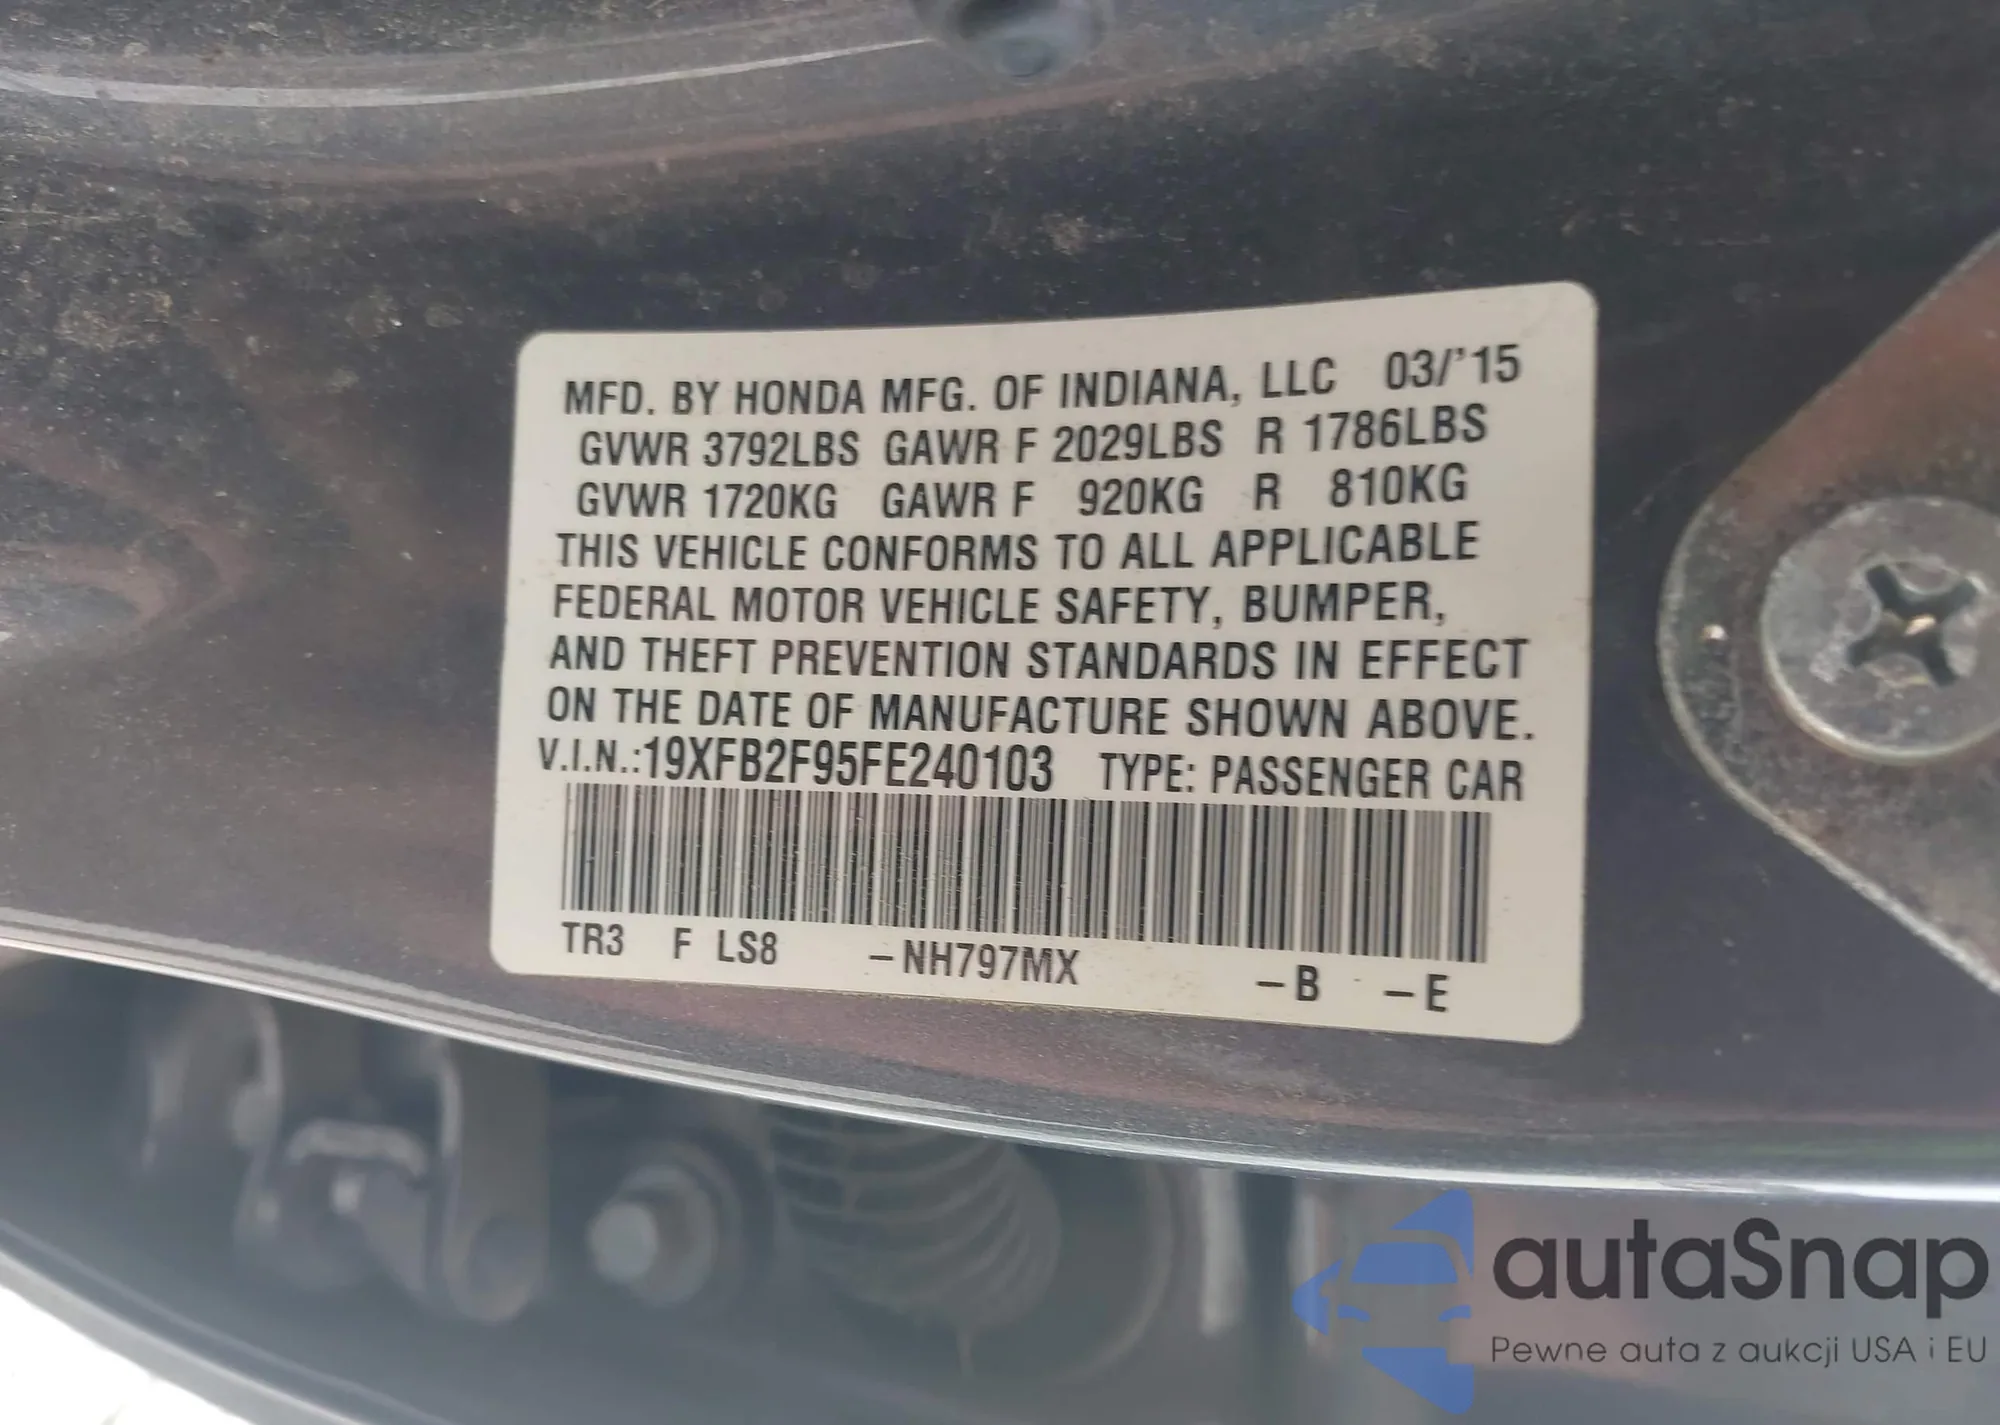 MFD. BY HONDA MFG. OF INDIANA, LLC 03/'15
GVWR 3792LBS GAWR F 2029LBS R 1786LBS
GVWR 1720KG GAWR F 920KG R 810KG
THIS VEHICLE CONFORMS TO ALL APPLICABLE
FEDERAL MOTOR VEHICLE SAFETY, BUMPER,
AND THEFT PREVENTION STANDARDS IN EFFECT
ON THE DATE OF MANUFACTURE SHOWN ABOVE.
V.I.N.:19XFB2F95FE240103 TYPE: PASSENGER CAR
TR3 F LS8 –NH797MX –B –E
autaSnap
Pewne auta z aukcji USA i EU